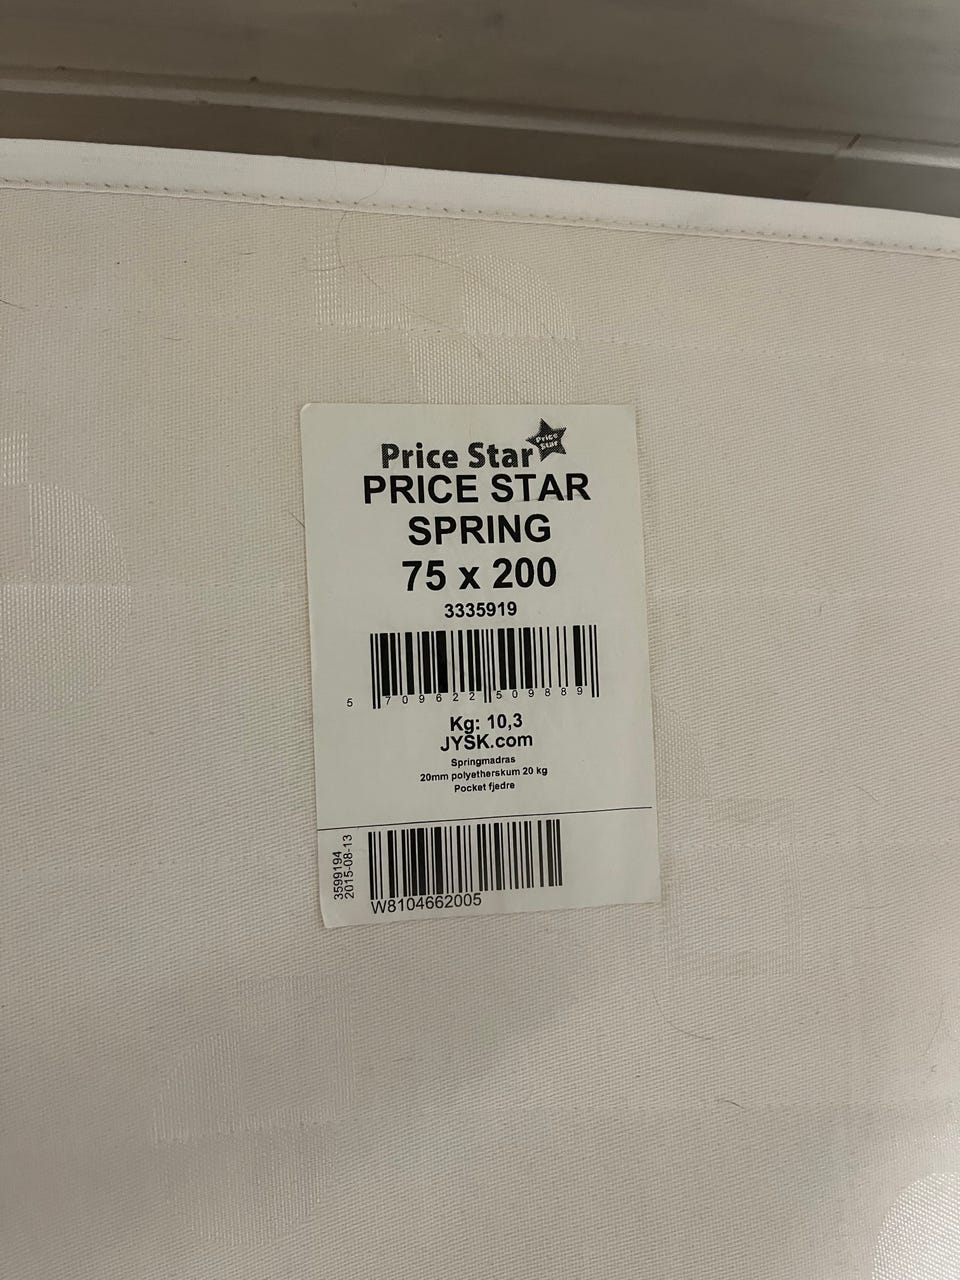 Price Star
Price
Star
PRICE STAR
SPRING
75 x 200
3335919
5 709622 509889
Kg: 10,3
JYSK.com
Springmadras
20mm polyetherskum 20 kg
Pocket fjedre
3599194
2015-08-13
W8104662005